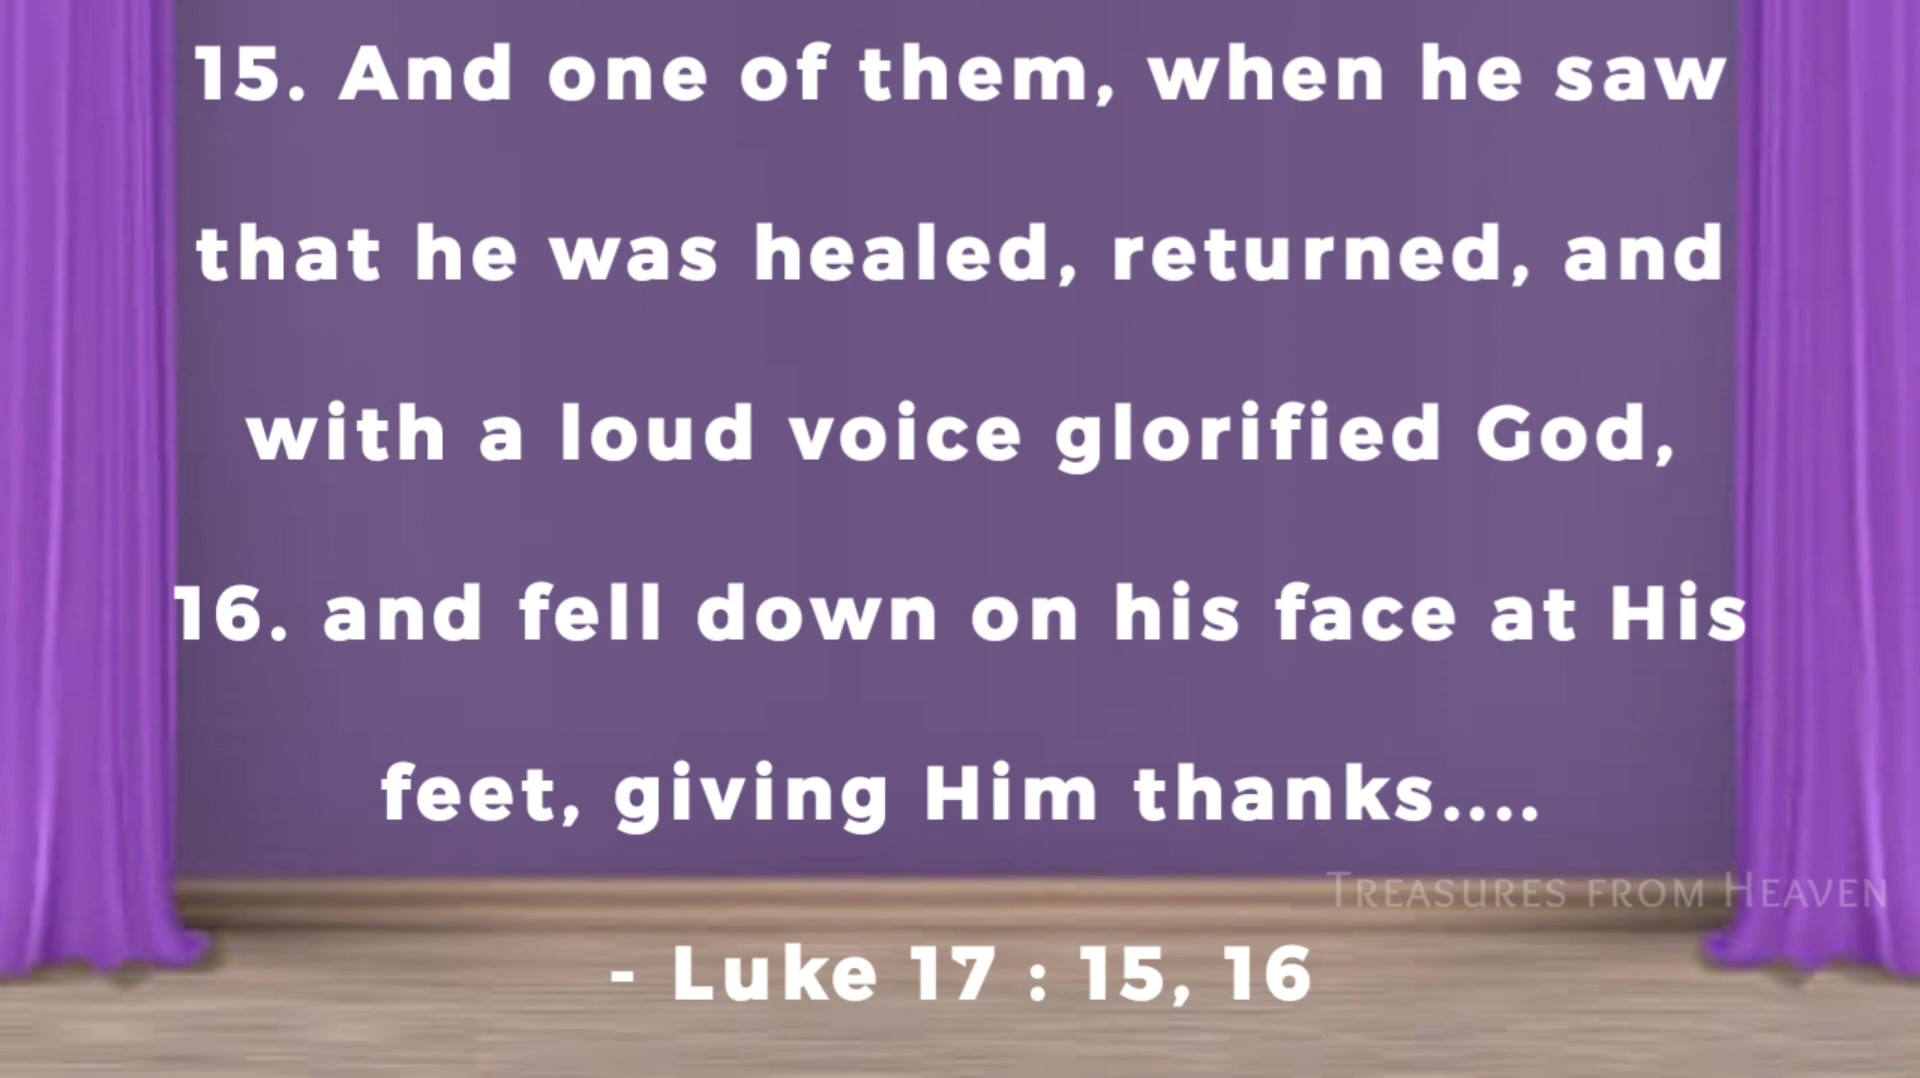 15. And one of them, when he saw
that he was healed, returned, and
with a loud voice glorified God,
16. and fell down on his face at His
feet, giving Him thanks....
TREASURES FROM HEAVEN
- Luke 17 : 15, 16